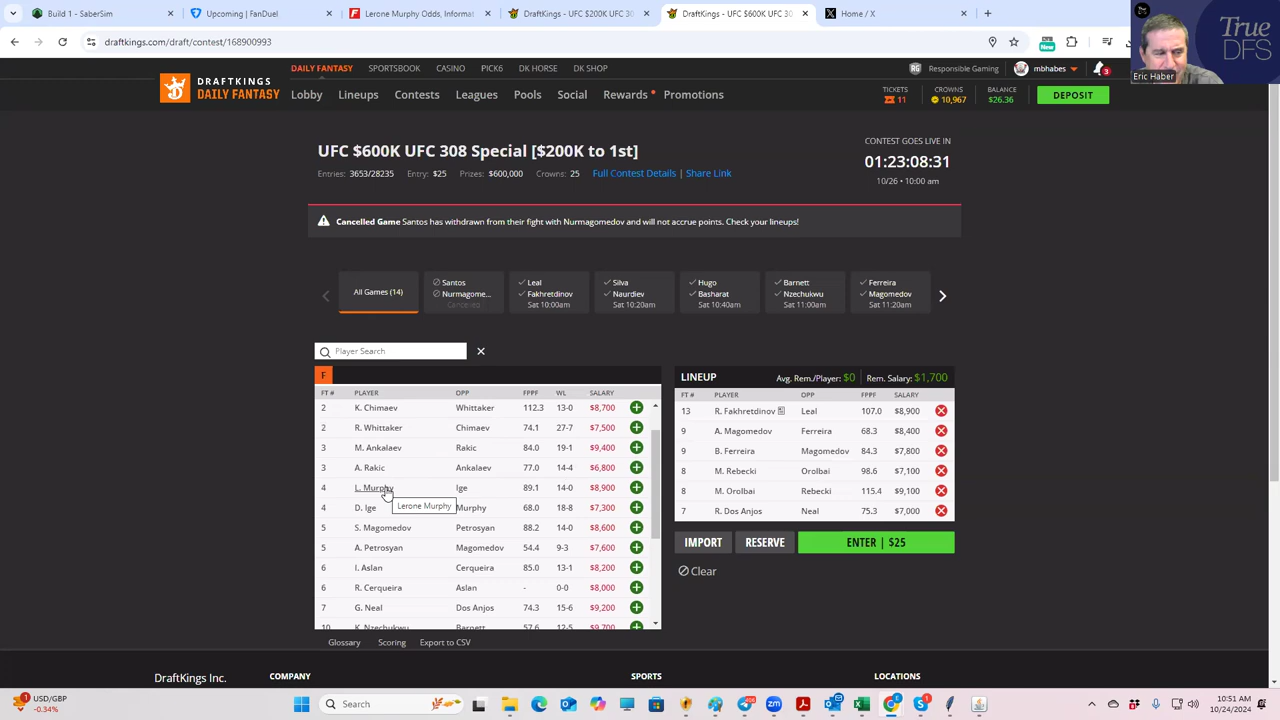 Build 1 - SaberSim
Upcoming | FanDuel
Lerone Murphy Odds, Informat
DraftKings - UFC $200K UFC 30
DraftKings - UFC $600K UFC 30
Home / X
draftkings.com/draft/contest/168900993
New
True
DFS
Eric Haber
DRAFTKINGS
DAILY FANTASY
DAILY FANTASY SPORTSBOOK CASINO PICK6 DK HORSE DK SHOP
RG Responsible Gaming mbhabes 3
Lobby Lineups Contests Leagues Pools Social Rewards Promotions
TICKETS CROWNS BALANCE
11 10,967 $26.36
DEPOSIT
UFC $600K UFC 308 Special [$200K to 1st]
Entries: 3653/28235 Entry: $25 Prizes: $600,000 Crowns: 25 Full Contest Details | Share Link
CONTEST GOES LIVE IN
01:23:08:31
10/26 • 10:00 am
Cancelled Game Santos has withdrawn from their fight with Nurmagomedov and will not accrue points. Check your lineups!
All Games (14)
Santos
Nurmagome...
Leal
Fakhretdinov
Sat 10:00am
Silva
Naurdiev
Sat 10:20am
Hugo
Basharat
Sat 10:40am
Barnett
Nzechukwu
Sat 11:00am
Ferreira
Magomedov
Sat 11:20am
Player Search
F
FT # PLAYER OPP FPPF WL SALARY
2 K. Chimaev Whittaker 112.3 13-0 $8,700
2 R. Whittaker Chimaev 74.1 27-7 $7,500
3 M. Ankalaev Rakic 84.0 19-1 $9,400
3 A. Rakic Ankalaev 77.0 14-4 $6,800
4 L. Murphy Ige 89.1 14-0 $8,900
Lerone Murphy
4 D. Ige Murphy 68.0 18-8 $7,300
5 S. Magomedov Petrosyan 88.2 14-0 $8,600
5 A. Petrosyan Magomedov 54.4 9-3 $7,600
6 I. Aslan Cerqueira 85.0 13-1 $8,200
6 R. Cerqueira Aslan - 0-0 $8,000
7 G. Neal Dos Anjos 74.3 15-6 $9,200
10 K. Nzechukwu Barnett 57.6 12-5 $9,700
Glossary Scoring Export to CSV
LINEUP Avg. Rem./Player: $0 Rem. Salary: $1,700
FT # PLAYER OPP FPPF SALARY
13 R. Fakhretdinov Leal 107.0 $8,900
9 A. Magomedov Ferreira 68.3 $8,400
9 B. Ferreira Magomedov 84.3 $7,800
8 M. Rebecki Orolbai 98.6 $7,100
8 M. Orolbai Rebecki 115.4 $9,100
7 R. Dos Anjos Neal 75.3 $7,000
IMPORT RESERVE ENTER | $25
Clear
DraftKings Inc. COMPANY SPORTS LOCATIONS
USD/GBP
-0.34%
Search
10:51 AM
10/24/2024